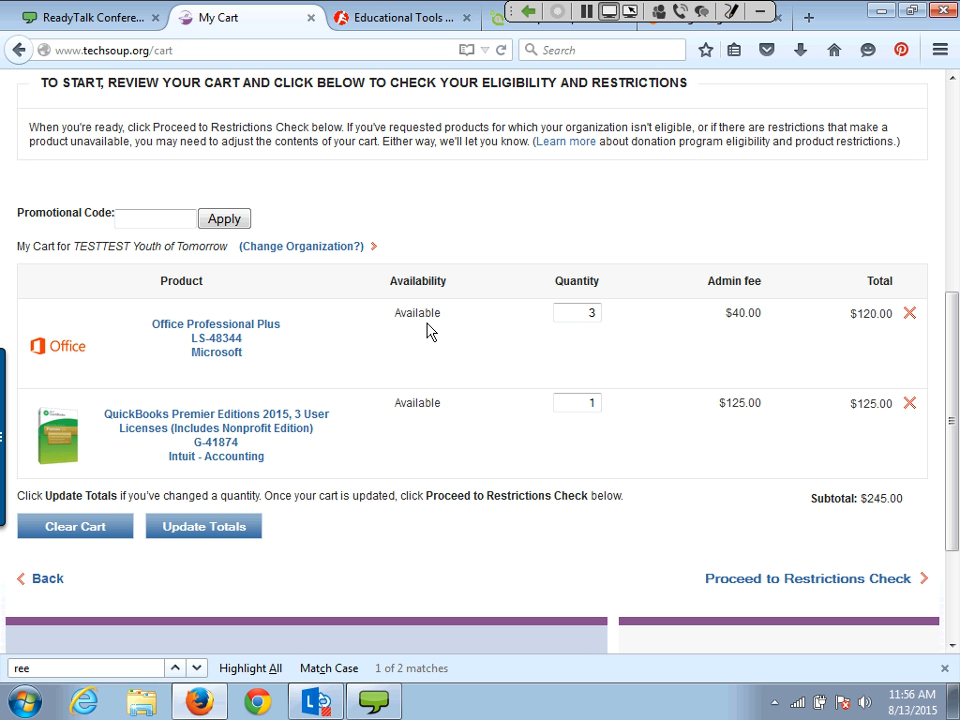 ReadyTalk Confere...
My Cart
Educational Tools ...
www.techsoup.org/cart
Search
TO START, REVIEW YOUR CART AND CLICK BELOW TO CHECK YOUR ELIGIBILITY AND RESTRICTIONS
When you're ready, click Proceed to Restrictions Check below. If you've requested products for which your organization isn't eligible, or if there are restrictions that make a
product unavailable, you may need to adjust the contents of your cart. Either way, we'll let you know. (Learn more about donation program eligibility and product restrictions.)
Promotional Code:
Apply
My Cart for TESTTEST Youth of Tomorrow (Change Organization?)
Product Availability Quantity Admin fee Total
Office
Office Professional Plus
LS-48344
Microsoft
Available 3 $40.00 $120.00
QuickBooks Premier Editions 2015, 3 User
Licenses (Includes Nonprofit Edition)
G-41874
Intuit - Accounting
Available 1 $125.00 $125.00
Click Update Totals if you've changed a quantity. Once your cart is updated, click Proceed to Restrictions Check below.
Subtotal: $245.00
Clear Cart
Update Totals
Back
Proceed to Restrictions Check
ree
Highlight All
Match Case
1 of 2 matches
11:56 AM
8/13/2015